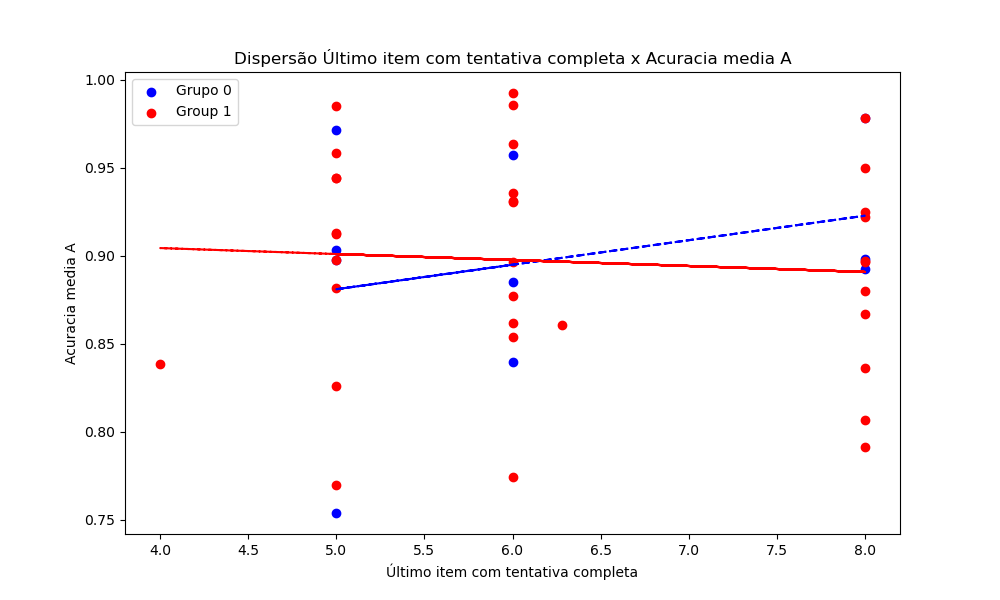 Dispersão Último item com tentativa completa x Acuracia media A
Grupo 0
Group 1
1.00
0.95
0.90
0.85
0.80
0.75
Acuracia media A
4.0 4.5 5.0 5.5 6.0 6.5 7.0 7.5 8.0
Último item com tentativa completa